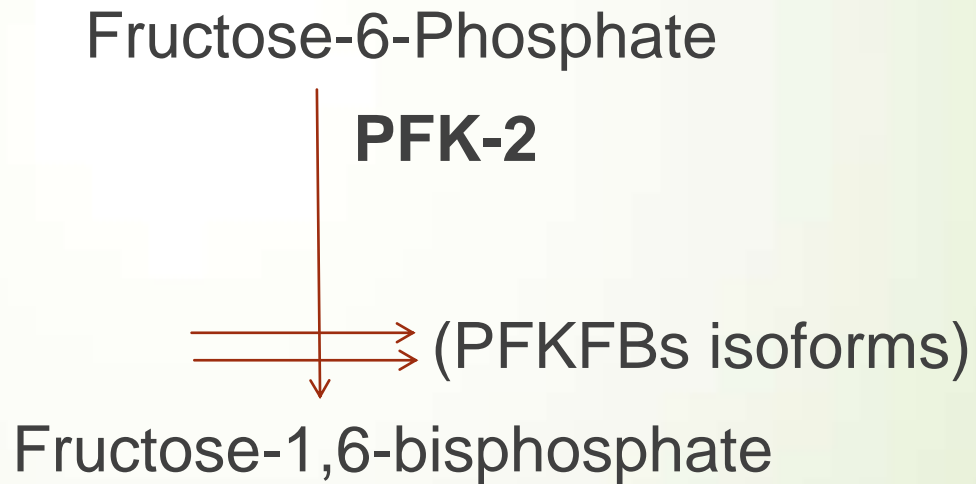 Fructose-6-Phosphate
PFK-2
(PFKFBs isoforms)
Fructose-1,6-bisphosphate